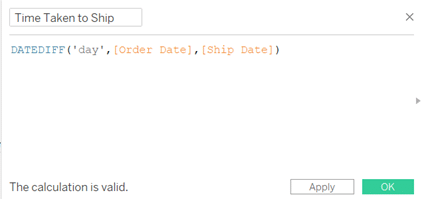 Time Taken to Ship
DATEDIFF('day',[Order Date],[Ship Date])
The calculation is valid.
Apply
OK